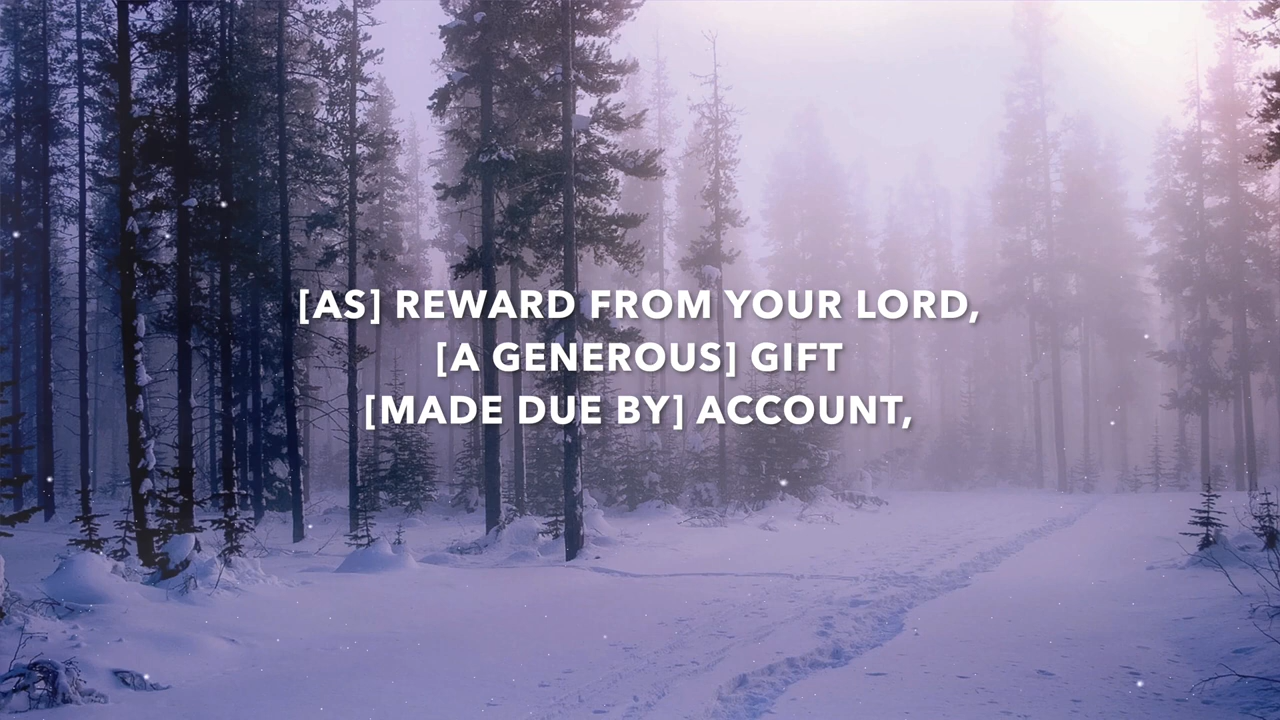 [AS] REWARD FROM YOUR LORD,
[A GENEROUS] GIFT
[MADE DUE BY] ACCOUNT,